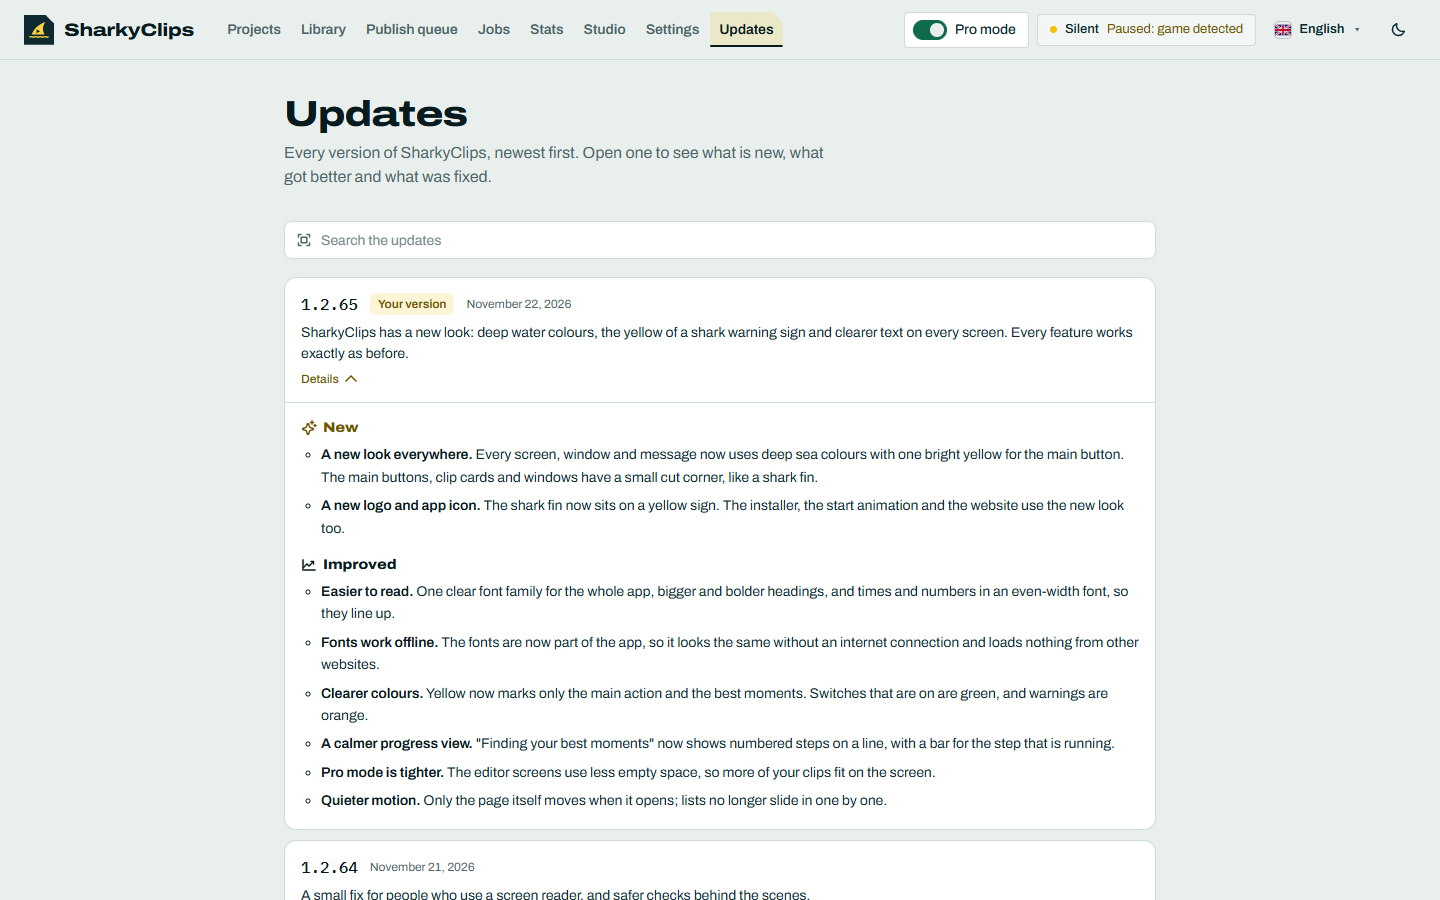 SharkyClips
Projects
Library
Publish queue
Jobs
Stats
Studio
Settings
Updates
Pro mode
Silent Paused: game detected
English
Updates
Every version of SharkyClips, newest first. Open one to see what is new, what
got better and what was fixed.
Search the updates
1.2.65 Your version November 22, 2026
SharkyClips has a new look: deep water colours, the yellow of a shark warning sign and clearer text on every screen. Every feature works
exactly as before.
Details
New
A new look everywhere. Every screen, window and message now uses deep sea colours with one bright yellow for the main button.
The main buttons, clip cards and windows have a small cut corner, like a shark fin.
A new logo and app icon. The shark fin now sits on a yellow sign. The installer, the start animation and the website use the new look
too.
Improved
Easier to read. One clear font family for the whole app, bigger and bolder headings, and times and numbers in an even-width font, so
they line up.
Fonts work offline. The fonts are now part of the app, so it looks the same without an internet connection and loads nothing from other
websites.
Clearer colours. Yellow now marks only the main action and the best moments. Switches that are on are green, and warnings are
orange.
A calmer progress view. "Finding your best moments" now shows numbered steps on a line, with a bar for the step that is running.
Pro mode is tighter. The editor screens use less empty space, so more of your clips fit on the screen.
Quieter motion. Only the page itself moves when it opens; lists no longer slide in one by one.
1.2.64 November 21, 2026
A small fix for people who use a screen reader, and safer checks behind the scenes.